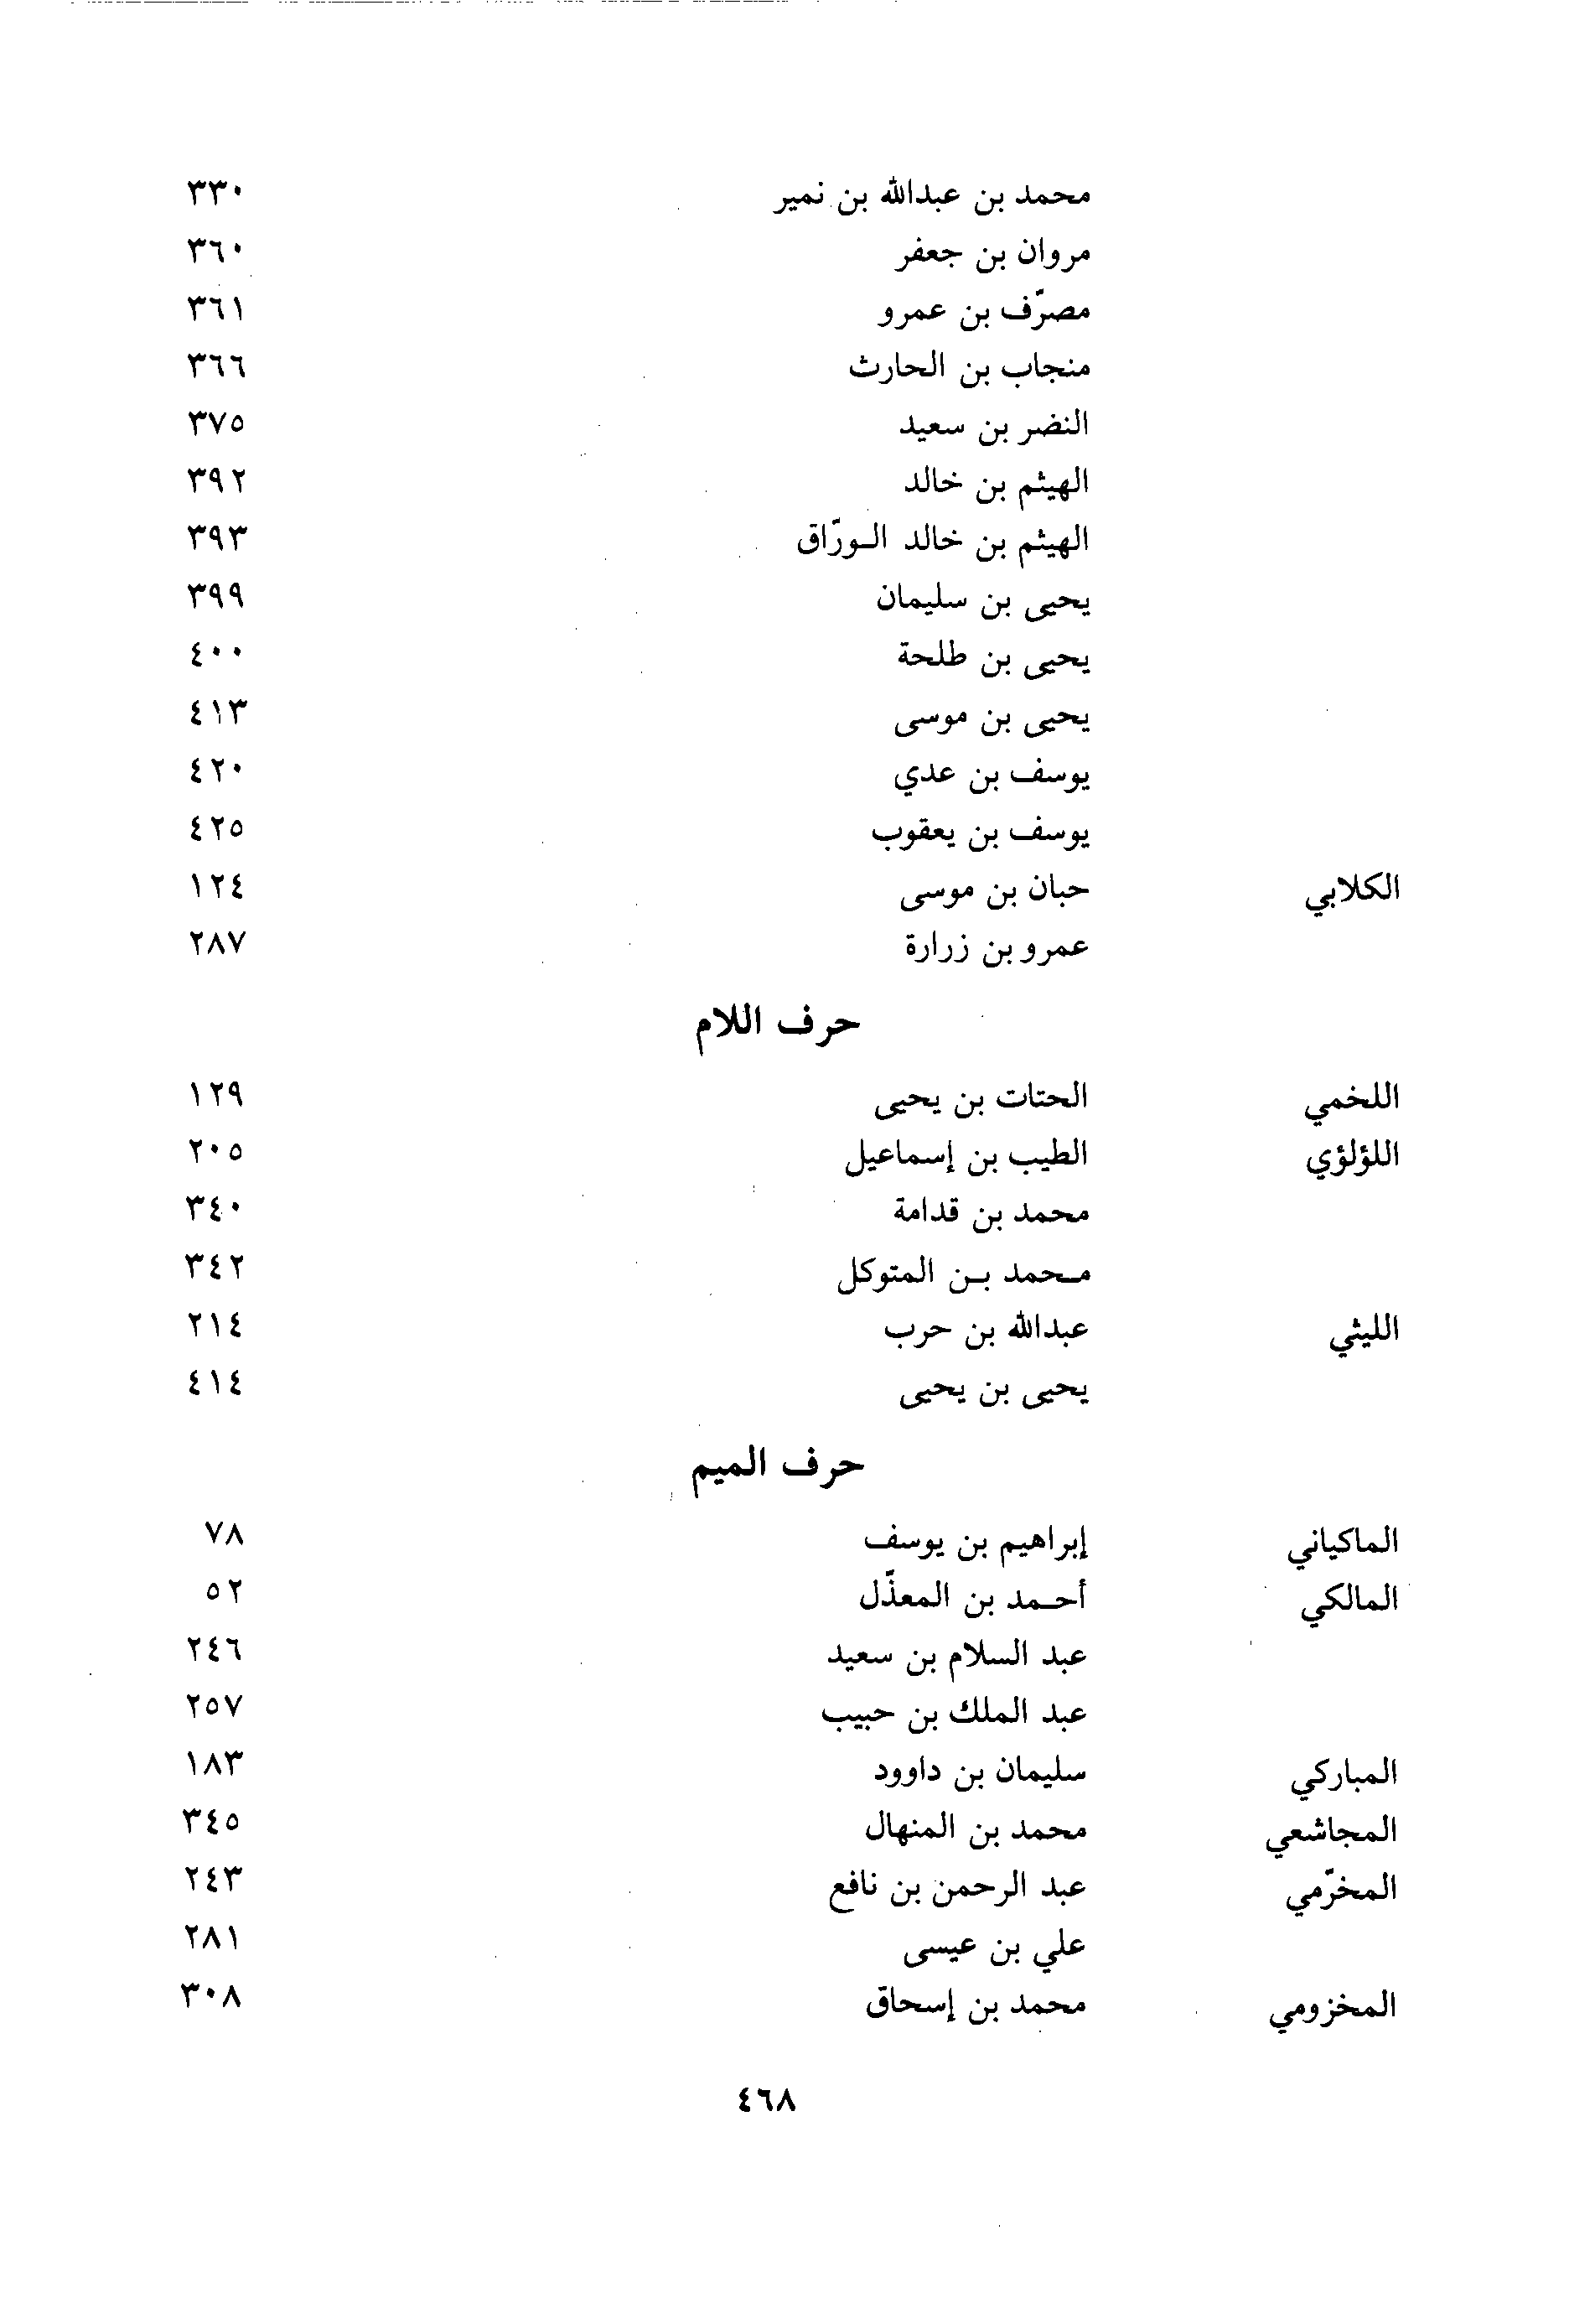 محمد بن عبدالله بن نمير ٣٣٠
مروان بن جعفر ٣٦٠
مصرّف بن عمرو ٣٦١
منجاب بن الحارث ٣٦٦
النضر بن سعيد ٣٧٥
الهيثم بن خالد ٣٩٢
الهيثم بن خالد الورّاق ٣٩٣
يحيى بن سليمان ٣٩٩
يحيى بن طلحة ٤٠٠
يحيى بن موسى ٤١٣
يوسف بن عدي ٤٢٠
يوسف بن يعقوب ٤٢٥
الكلابي حبان بن موسى ١٢٤
عمرو بن زرارة ٢٨٧
حرف اللام
اللخمي الحتات بن يحيى ١٢٩
اللؤلؤي الطيب بن إسماعيل ٢٠٥
محمد بن قدامة ٣٤٠
محمد بن المتوكل ٣٤٢
الليثي عبدالله بن حرب ٢١٤
يحيى بن يحيى ٤١٤
حرف الميم
الماكياني إبراهيم بن يوسف ٧٨
المالكي أحمد بن المعذّل ٥٢
عبد السلام بن سعيد ٢٤٦
عبد الملك بن حبيب ٢٥٧
المباركي سليمان بن داوود ١٨٣
المجاشعي محمد بن المنهال ٣٤٥
المخرّمي عبد الرحمن بن نافع ٢٤٣
علي بن عيسى ٢٨١
المخزومي محمد بن إسحاق ٣٠٨
٤٦٨